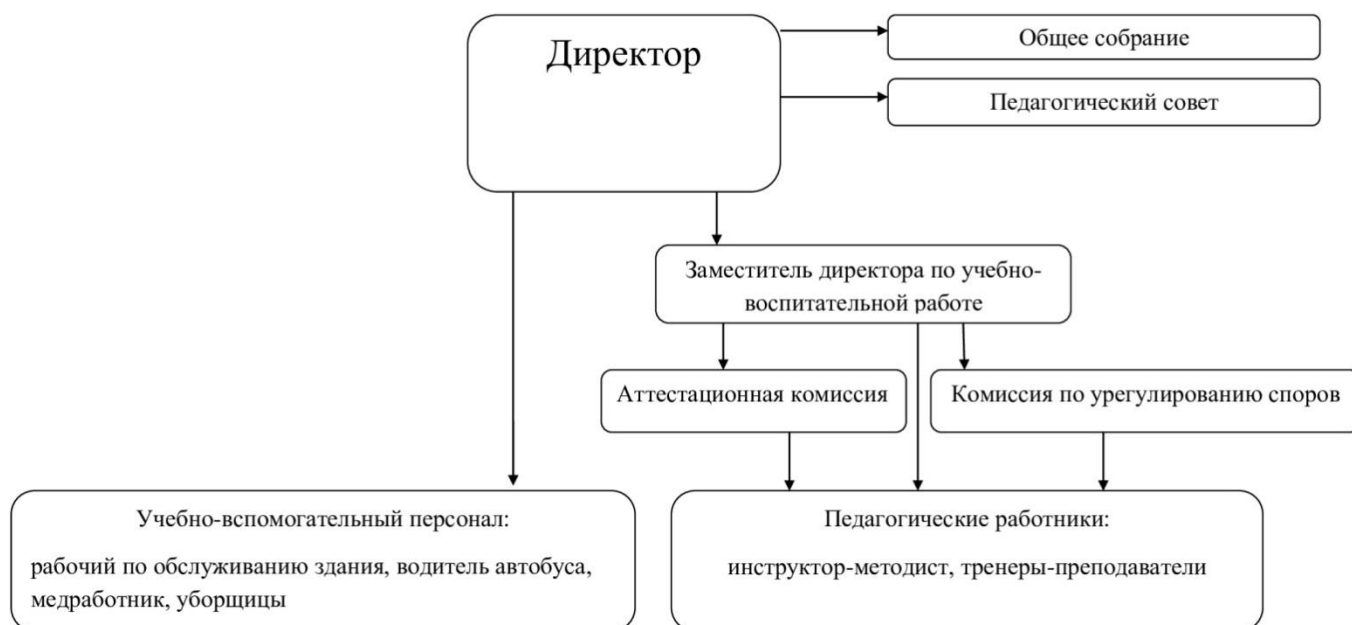 Директор
Общее собрание
Педагогический совет
Заместитель директора по учебно-
воспитательной работе
Аттестационная комиссия
Комиссия по урегулированию споров
Учебно-вспомогательный персонал:
рабочий по обслуживанию здания, водитель автобуса,
медработник, уборщицы
Педагогические работники:
инструктор-методист, тренеры-преподаватели